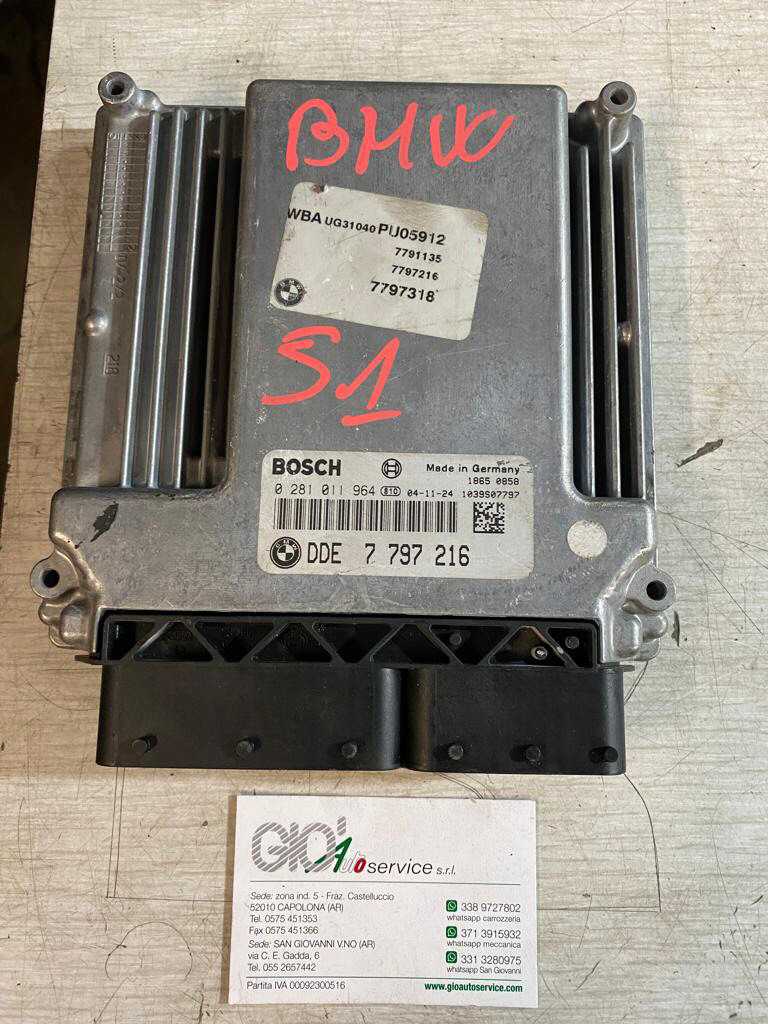 BMW
WBA UG31040 PU05912
7791135
7797216
7797318
S1
BOSCH
Made in Germany
1865 0858
0 281 011 964 810 04-11-24 1039S07797
DDE 7 797 216
218
GIO' Autoservice s.r.l.
Sede: zona ind. 5 - Fraz. Castelluccio
52010 CAPOLONA (AR)
Tel. 0575 451353
Fax 0575 451366
Sede: SAN GIOVANNI V.NO (AR)
via C. E. Gadda, 6
Tel. 055 2657442
Partita IVA 00092300516
338 9727802
whatsapp carrozzeria
371 3915932
whatsapp meccanica
331 3280975
whatsapp San Giovanni
www.gioautoservice.com